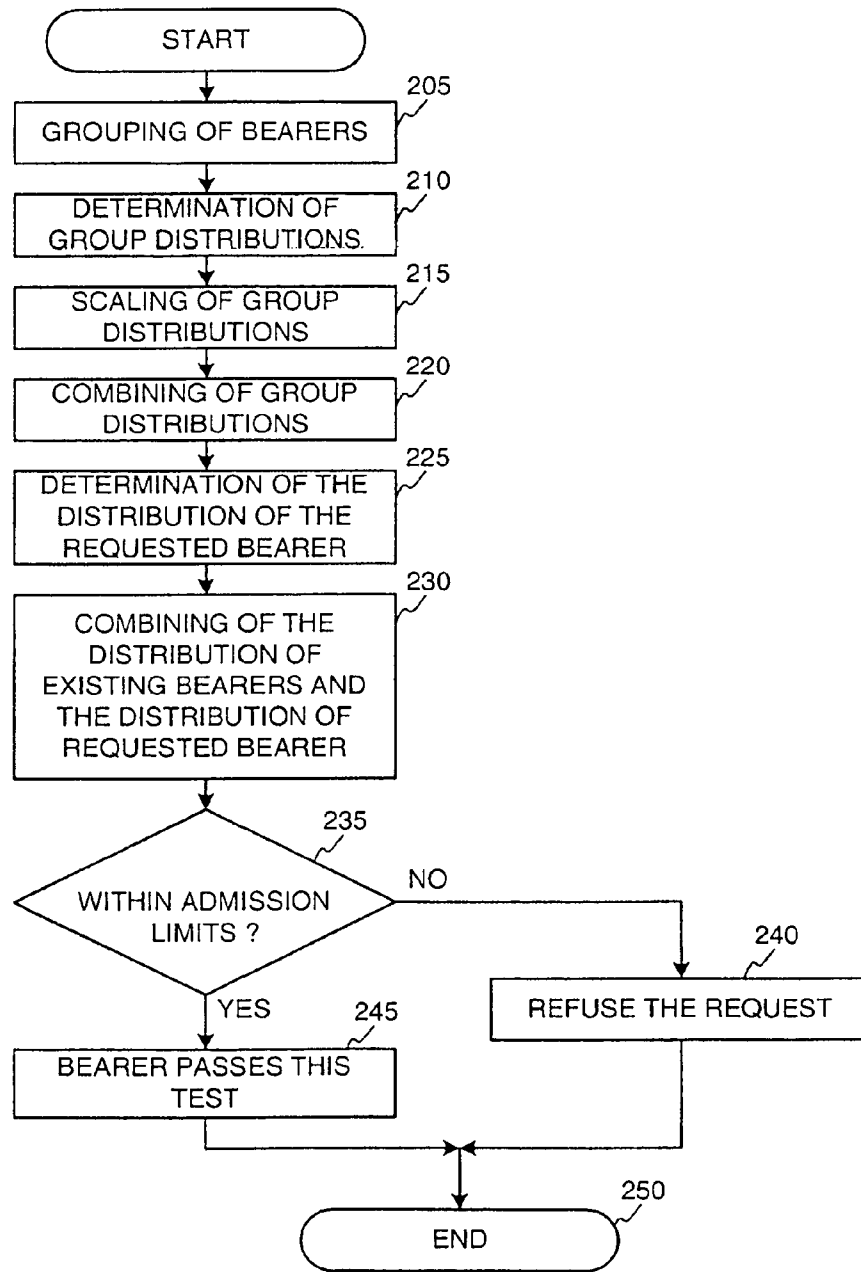 START
205
GROUPING OF BEARERS
210
DETERMINATION OF
GROUP DISTRIBUTIONS.
215
SCALING OF GROUP
DISTRIBUTIONS
220
COMBINING OF GROUP
DISTRIBUTIONS
225
DETERMINATION OF THE
DISTRIBUTION OF THE
REQUESTED BEARER
230
COMBINING OF THE
DISTRIBUTION OF
EXISTING BEARERS AND
THE DISTRIBUTION OF
REQUESTED BEARER
235
WITHIN ADMISSION
LIMITS ?
NO
240
REFUSE THE REQUEST
YES
245
BEARER PASSES THIS
TEST
250
END